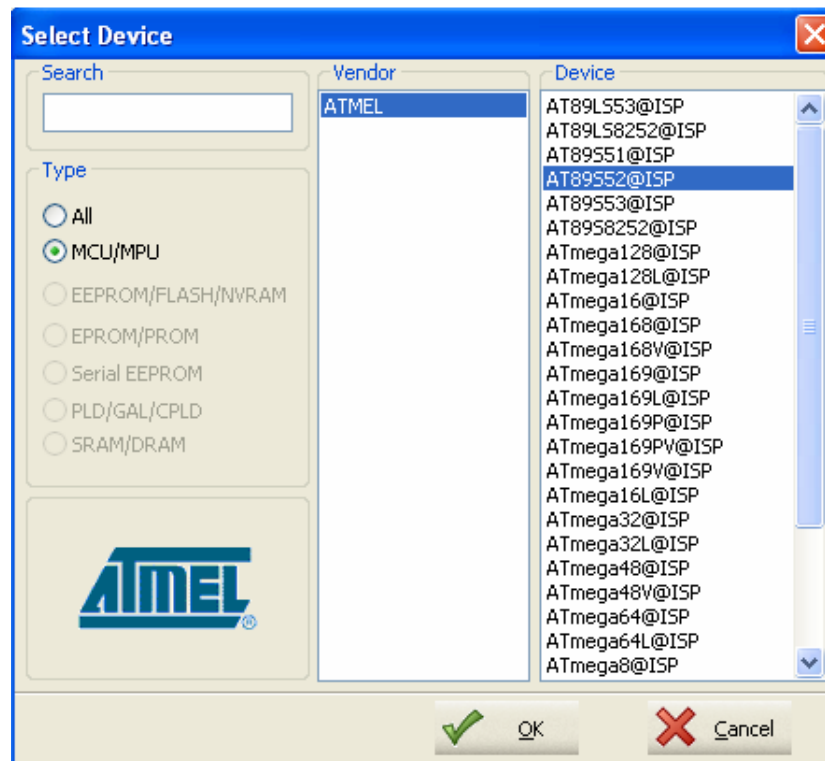 Select Device
Search
Type
All
MCU/MPU
EEPROM/FLASH/NVRAM
EPROM/PROM
Serial EEPROM
PLD/GAL/CPLD
SRAM/DRAM
ATMEL®
Vendor
ATMEL
Device
AT89LS53@ISP
AT89LS8252@ISP
AT89S51@ISP
AT89S52@ISP
AT89S53@ISP
AT89S8252@ISP
ATmega128@ISP
ATmega128L@ISP
ATmega16@ISP
ATmega168@ISP
ATmega168V@ISP
ATmega169@ISP
ATmega169L@ISP
ATmega169P@ISP
ATmega169PV@ISP
ATmega169V@ISP
ATmega16L@ISP
ATmega32@ISP
ATmega32L@ISP
ATmega48@ISP
ATmega48V@ISP
ATmega64@ISP
ATmega64L@ISP
ATmega8@ISP
OK
Cancel